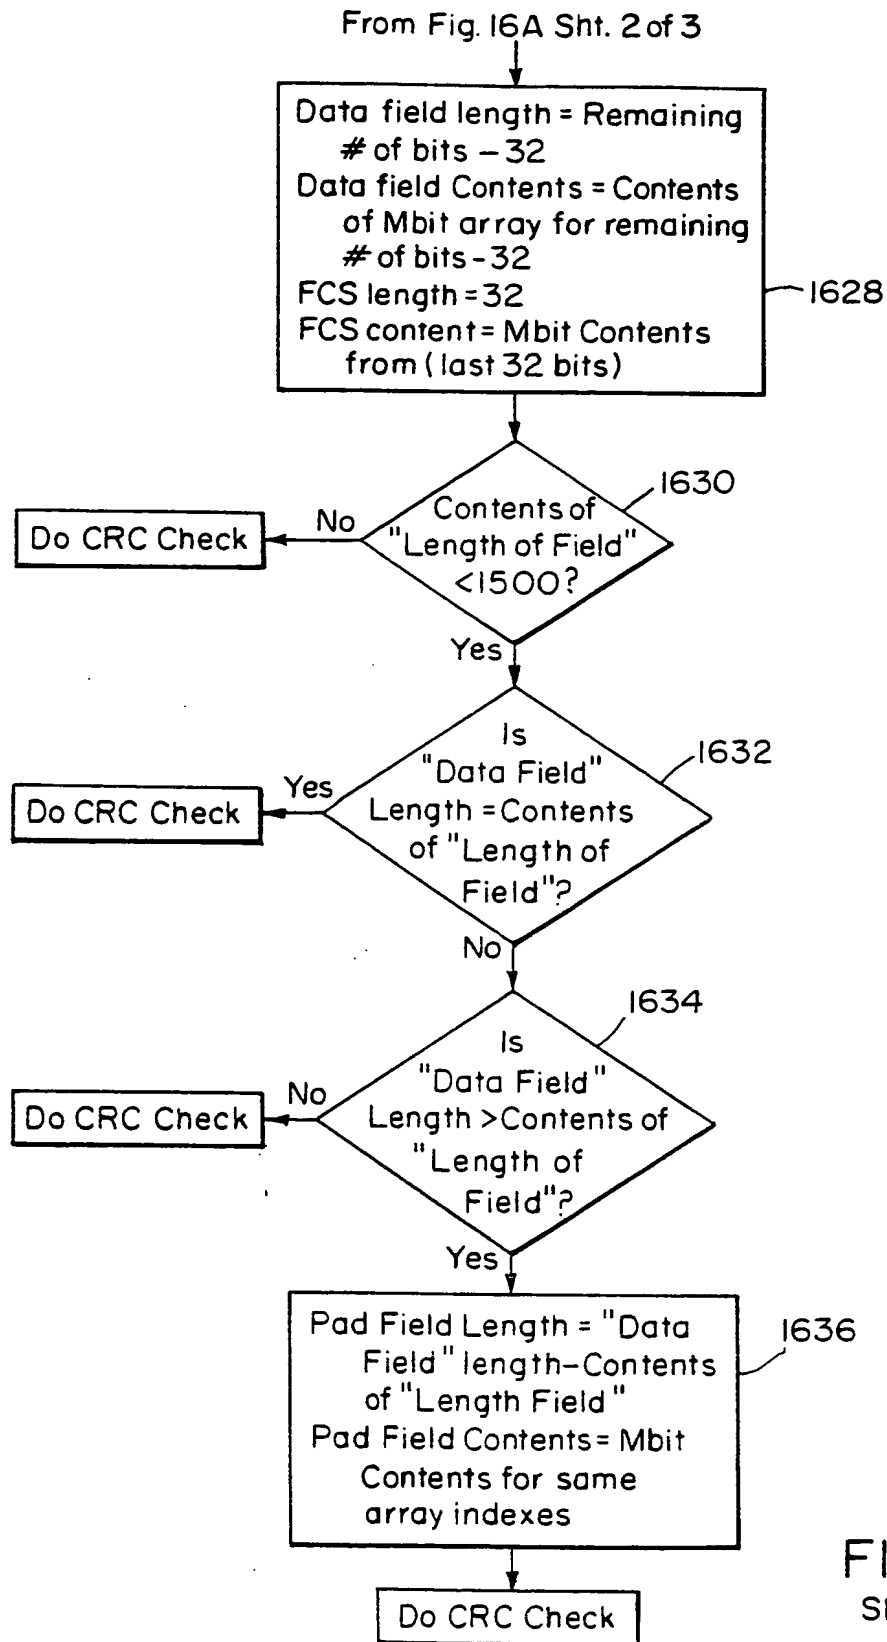 From Fig. 16A Sht. 2 of 3
Data field length = Remaining
# of bits - 32
Data field Contents = Contents
of Mbit array for remaining
# of bits - 32
FCS length = 32
FCS content = Mbit Contents
from (last 32 bits)
1628
1630
Contents of
"Length of Field"
<1500?
No
Do CRC Check
Yes
1632
Is
"Data Field"
Length = Contents
of "Length of
Field"?
Yes
Do CRC Check
No
1634
Is
"Data Field"
Length > Contents of
"Length of
Field"?
No
Do CRC Check
Yes
Pad Field Length = "Data
Field" length - Contents
of "Length Field"
Pad Field Contents = Mbit
Contents for same
array indexes
1636
Do CRC Check